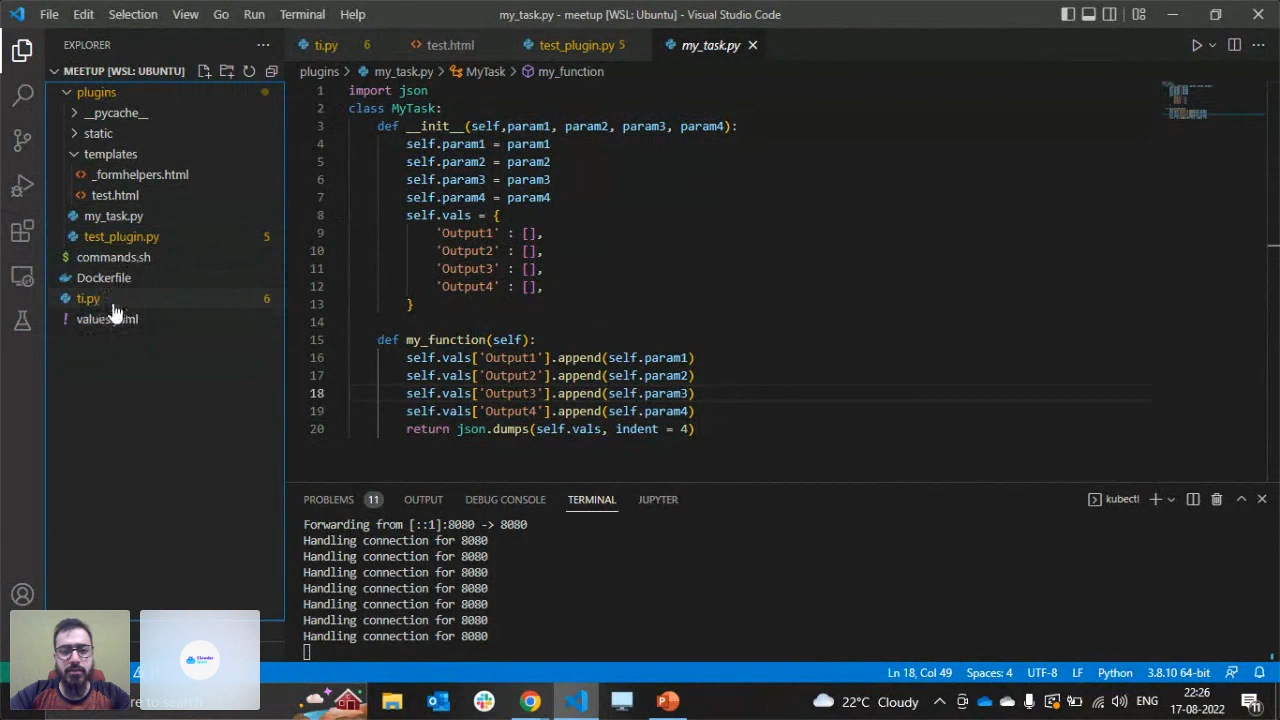 File Edit Selection View Go Run Terminal Help
my_task.py - meetup [WSL: Ubuntu] - Visual Studio Code
EXPLORER
MEETUP [WSL: UBUNTU]
plugins
__pycache__
static
templates
_formhelpers.html
test.html
my_task.py
test_plugin.py 5
commands.sh
Dockerfile
ti.py 6
ti.py 6 test.html test_plugin.py 5 my_task.py
plugins > my_task.py > MyTask > my_function
1 import json
2 class MyTask:
3 def __init__(self,param1, param2, param3, param4):
4 self.param1 = param1
5 self.param2 = param2
6 self.param3 = param3
7 self.param4 = param4
8 self.vals = {
9 'Output1' : [],
10 'Output2' : [],
11 'Output3' : [],
12 'Output4' : [],
13 }
14
15 def my_function(self):
16 self.vals['Output1'].append(self.param1)
17 self.vals['Output2'].append(self.param2)
18 self.vals['Output3'].append(self.param3)
19 self.vals['Output4'].append(self.param4)
20 return json.dumps(self.vals, indent = 4)
PROBLEMS 11 OUTPUT DEBUG CONSOLE TERMINAL JUPYTER
kubectl
Forwarding from [::1]:8080 -> 8080
Handling connection for 8080
Handling connection for 8080
Handling connection for 8080
Handling connection for 8080
Handling connection for 8080
Handling connection for 8080
Handling connection for 8080
Ln 18, Col 49 Spaces: 4 UTF-8 LF Python 3.8.10 64-bit
to search
22°C Cloudy
ENG
22:26
17-08-2022